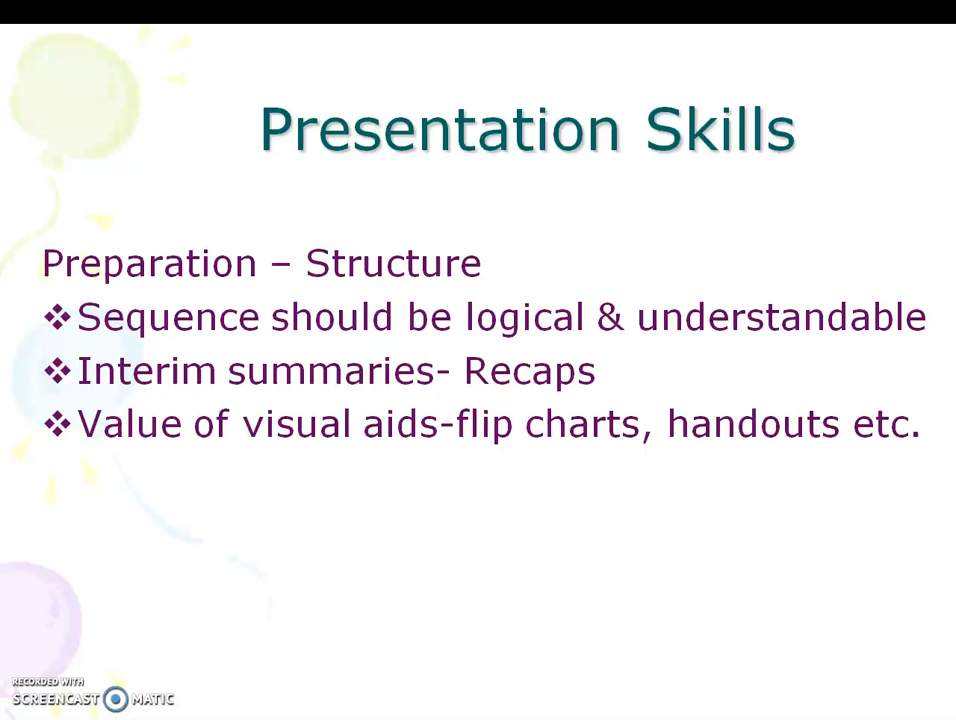 Presentation Skills
Preparation – Structure
❖Sequence should be logical & understandable
❖Interim summaries- Recaps
❖Value of visual aids-flip charts, handouts etc.
RECORDED WITH
SCREENCAST MATIC